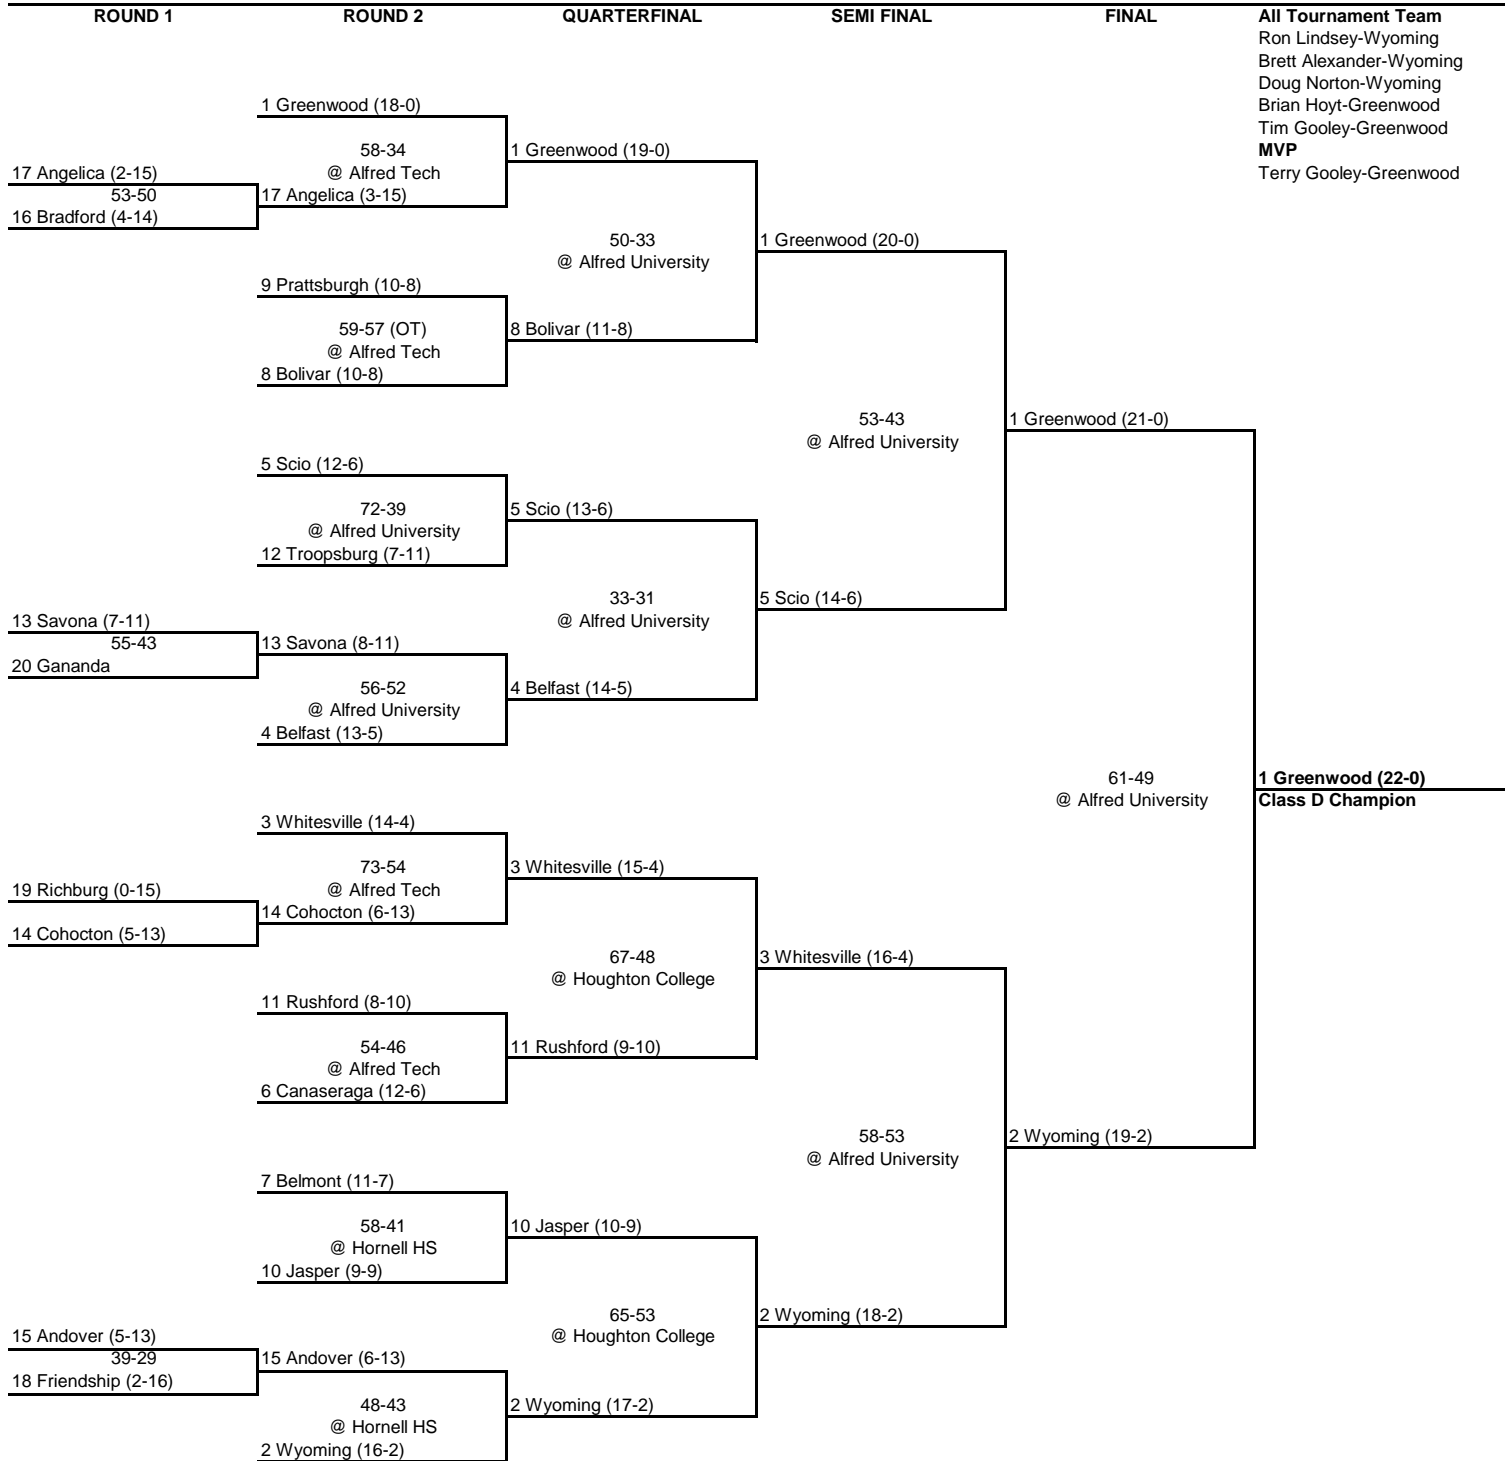 ROUND 1 ROUND 2 QUARTERFINAL SEMI FINAL FINAL All Tournament Team
Ron Lindsey-Wyoming
Brett Alexander-Wyoming
Doug Norton-Wyoming
1 Greenwood (18-0) Brian Hoyt-Greenwood
Tim Gooley-Greenwood
58-34 1 Greenwood (19-0) MVP
17 Angelica (2-15) @ Alfred Tech Terry Gooley-Greenwood
53-50 17 Angelica (3-15)
16 Bradford (4-14)
50-33 1 Greenwood (20-0)
@ Alfred University
9 Prattsburgh (10-8)
59-57 (OT) 8 Bolivar (11-8)
@ Alfred Tech
8 Bolivar (10-8)
53-43 1 Greenwood (21-0)
@ Alfred University
5 Scio (12-6)
72-39 5 Scio (13-6)
@ Alfred University
12 Troopsburg (7-11)
33-31 5 Scio (14-6)
13 Savona (7-11) @ Alfred University
55-43 13 Savona (8-11)
20 Gananda
56-52 4 Belfast (14-5)
@ Alfred University
4 Belfast (13-5)
61-49 1 Greenwood (22-0)
@ Alfred University Class D Champion
3 Whitesville (14-4)
73-54 3 Whitesville (15-4)
19 Richburg (0-15) @ Alfred Tech
14 Cohocton (6-13)
14 Cohocton (5-13)
67-48 3 Whitesville (16-4)
@ Houghton College
11 Rushford (8-10)
54-46 11 Rushford (9-10)
@ Alfred Tech
6 Canaseraga (12-6)
58-53 2 Wyoming (19-2)
@ Alfred University
7 Belmont (11-7)
58-41 10 Jasper (10-9)
@ Hornell HS
10 Jasper (9-9)
65-53 2 Wyoming (18-2)
15 Andover (5-13) @ Houghton College
39-29 15 Andover (6-13)
18 Friendship (2-16)
48-43 2 Wyoming (17-2)
@ Hornell HS
2 Wyoming (16-2)